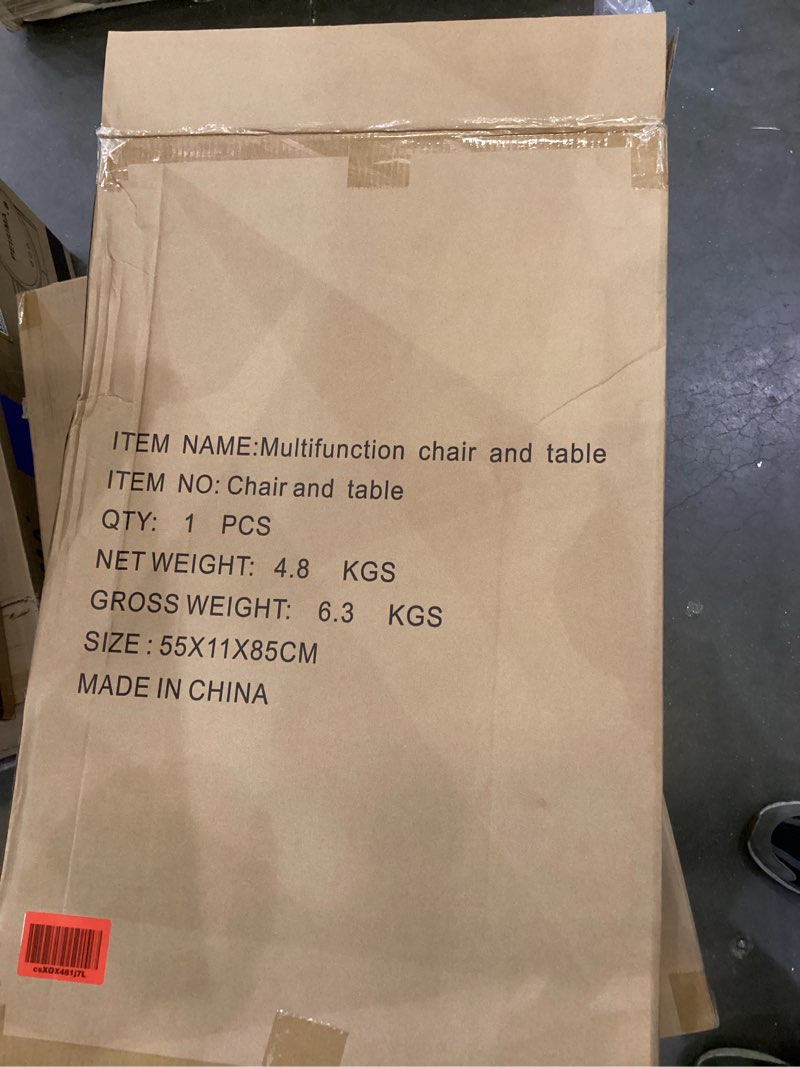 ITEM NAME:Multifunction chair and table
ITEM NO: Chair and table
QTY: 1 PCS
NET WEIGHT: 4.8 KGS
GROSS WEIGHT: 6.3 KGS
SIZE : 55X11X85CM
MADE IN CHINA